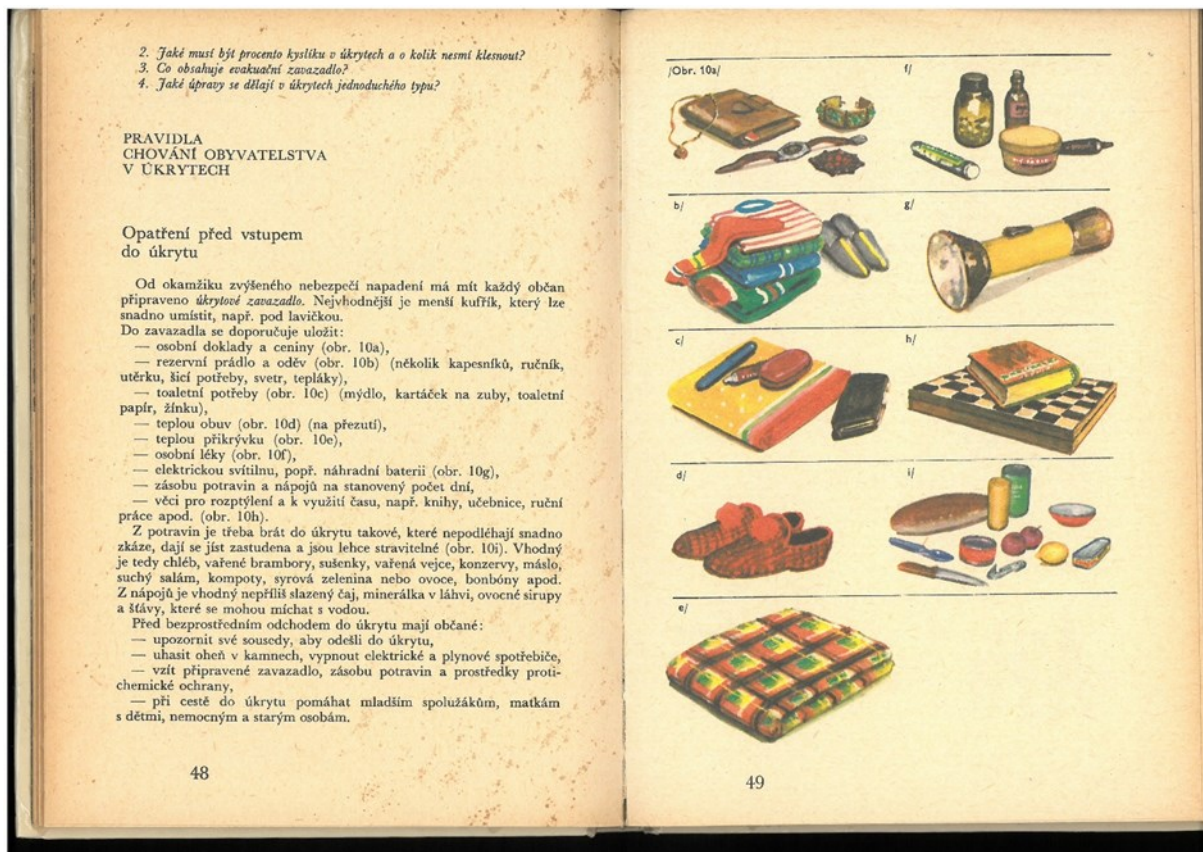 2. Jaké musí být procento kyslíku v úkrytech a o kolik nesmí klesnout?
3. Co obsahuje evakuační zavazadlo?
4. Jaké úpravy se dělají v úkrytech jednoduchého typu?
PRAVIDLA
CHOVÁNÍ OBYVATELSTVA
V ÚKRYTECH
Opatření před vstupem
do úkrytu
Od okamžiku zvýšeného nebezpečí napadení má mít každý občan
připraveno úkrytové zavazadlo. Nejvhodnější je menší kufřík, který lze
snadno umístit, např. pod lavičkou.
Do zavazadla se doporučuje uložit:
— osobní doklady a ceniny (obr. 10a),
— rezervní prádlo a oděv (obr. 10b) (několik kapesníků, ručník,
utěrku, šicí potřeby, svetr, tepláky),
— toaletní potřeby (obr. 10c) (mýdlo, kartáček na zuby, toaletní
papír, žínku),
— teplou obuv (obr. 10d) (na přezutí),
— teplou přikrývku (obr. 10e),
— osobní léky (obr. 10f),
— elektrickou svítilnu, popř. náhradní baterii (obr. 10g),
— zásobu potravin a nápojů na stanovený počet dní,
— věci pro rozptýlení a k využití času, např. knihy, učebnice, ruční
práce apod. (obr. 10h).
Z potravin je třeba brát do úkrytu takové, které nepodléhají snadno
zkáze, dají se jíst zastudena a jsou lehce stravitelné (obr. 10i). Vhodný
je tedy chléb, vařené brambory, sušenky, vařená vejce, konzervy, máslo,
suchý salám, kompoty, syrová zelenina nebo ovoce, bonbóny apod.
Z nápojů je vhodný nepříliš slazený čaj, minerálka v láhvi, ovocné sirupy
a šťávy, které se mohou míchat s vodou.
Před bezprostředním odchodem do úkrytu mají občané:
— upozornit své sousedy, aby odešli do úkrytu,
— uhasit oheň v kamnech, vypnout elektrické a plynové spotřebiče,
— vzít připravené zavazadlo, zásobu potravin a prostředky proti-
chemické ochrany,
— při cestě do úkrytu pomáhat mladším spolužákům, matkám
s dětmi, nemocným a starým osobám.
48
/Obr. 10a/
b/
c/
d/
e/
f/
g/
h/
i/
49